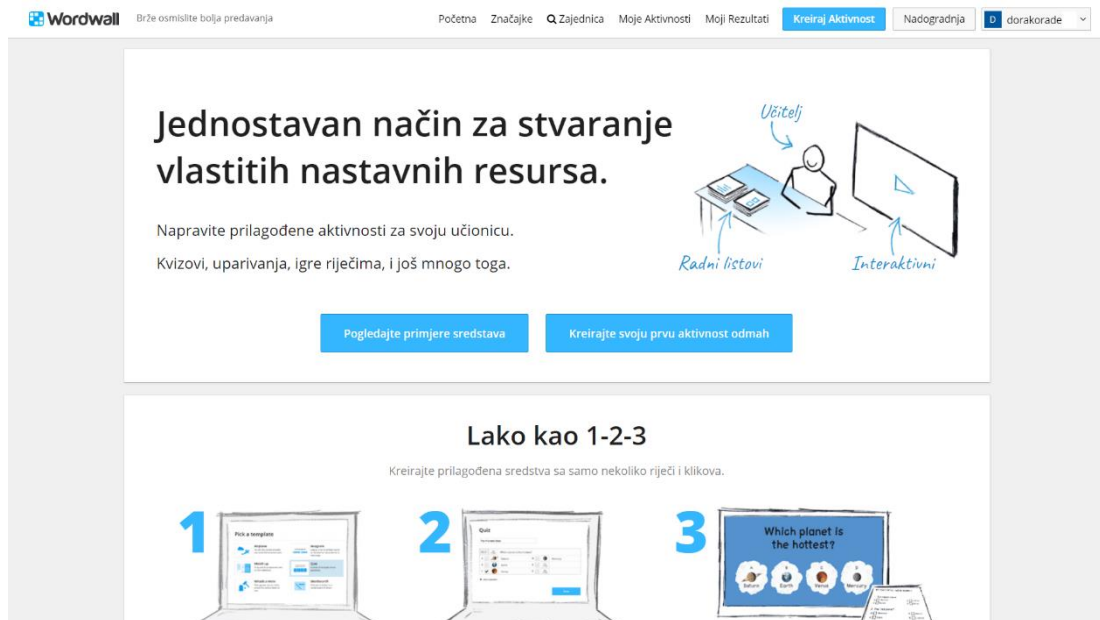 Wordwall
Brže osmislite bolja predavanja
Početna Značajke Zajednica Moje Aktivnosti Moji Rezultati Kreiraj Aktivnost Nadogradnja D dorakorade
Jednostavan način za stvaranje
vlastitih nastavnih resursa.
Napravite prilagođene aktivnosti za svoju učionicu.
Kvizovi, uparivanja, igre riječima, i još mnogo toga.
Učitelj
Radni listovi
Interaktivni
Pogledajte primjere sredstava
Kreirajte svoju prvu aktivnost odmah
Lako kao 1-2-3
Kreirajte prilagođena sredstva sa samo nekoliko riječi i klikova.
1
Pick a template
2
Quiz
3
Which planet is
the hottest?
A B C D
Saturn Earth Venus Mercury